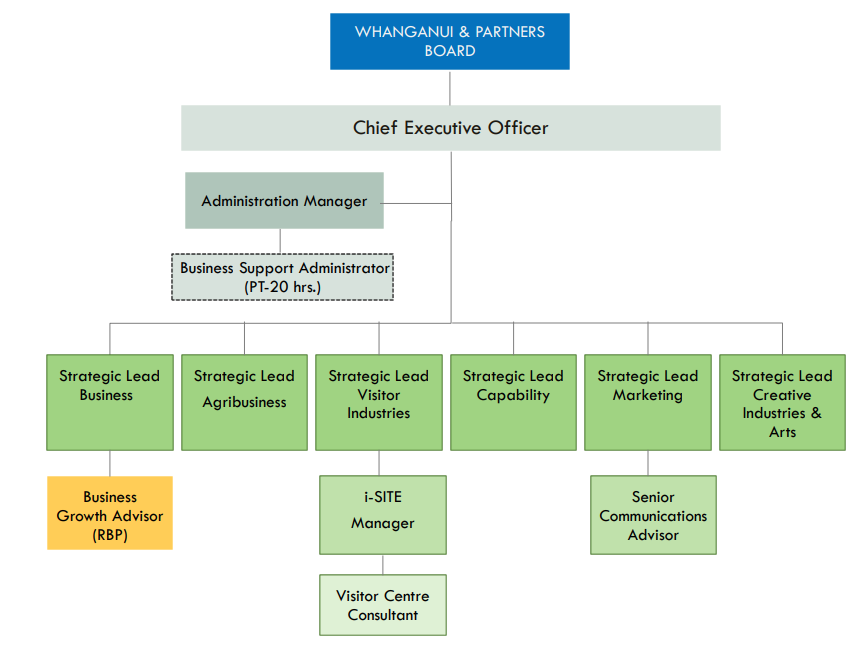 WHANGANUI & PARTNERS
BOARD
Chief Executive Officer
Administration Manager
Business Support Administrator
(PT-20 hrs.)
Strategic Lead
Business
Strategic Lead
Agribusiness
Strategic Lead
Visitor
Industries
Strategic Lead
Capability
Strategic Lead
Marketing
Strategic Lead
Creative
Industries &
Arts
Business
Growth Advisor
(RBP)
i-SITE
Manager
Senior
Communications
Advisor
Visitor Centre
Consultant